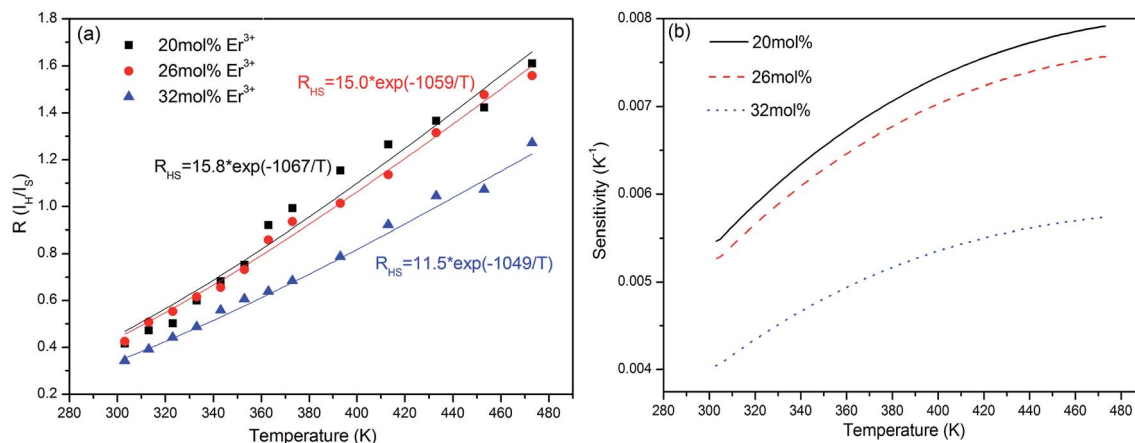 (a)
20mol% Er³⁺
26mol% Er³⁺
32mol% Er³⁺
R_HS=15.0*exp(-1059/T)
R_HS=15.8*exp(-1067/T)
R_HS=11.5*exp(-1049/T)
R (I_H/I_S)
1.8
1.6
1.4
1.2
1.0
0.8
0.6
0.4
0.2
280 300 320 340 360 380 400 420 440 460 480
Temperature (K)
(b)
20mol%
26mol%
32mol%
Sensitivity (K⁻¹)
0.008
0.007
0.006
0.005
0.004
280 300 320 340 360 380 400 420 440 460 480
Temperature (K)